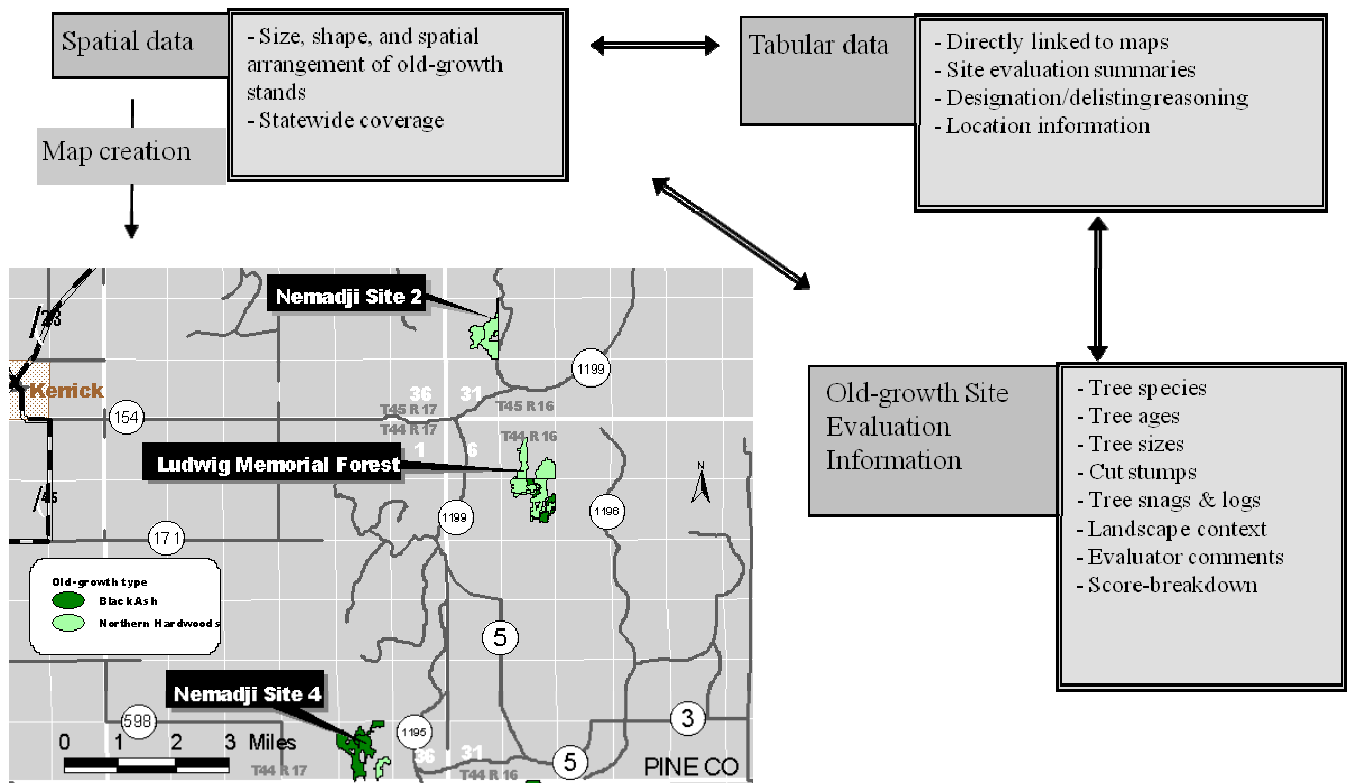 Spatial data
- Size, shape, and spatial
arrangement of old-growth
stands
- Statewide coverage
Tabular data
- Directly linked to maps
- Site evaluation summaries
- Designation/delisting reasoning
- Location information
Map creation
Nemadji Site 2
Kerrick
1199
154
36
31
T45 R 17
T45 R 16
T44 R 17
T44 R 16
1
6
Ludwig Memorial Forest
N
1199
1198
171
Old-growth type
Black Ash
Northern Hardwoods
5
Nemadji Site 4
598
1195
3
0 1 2 3 Miles
36
31
5
T44 R 17
T44 R 16
PINE CO
Old-growth Site
Evaluation
Information
- Tree species
- Tree ages
- Tree sizes
- Cut stumps
- Tree snags & logs
- Landscape context
- Evaluator comments
- Score-breakdown